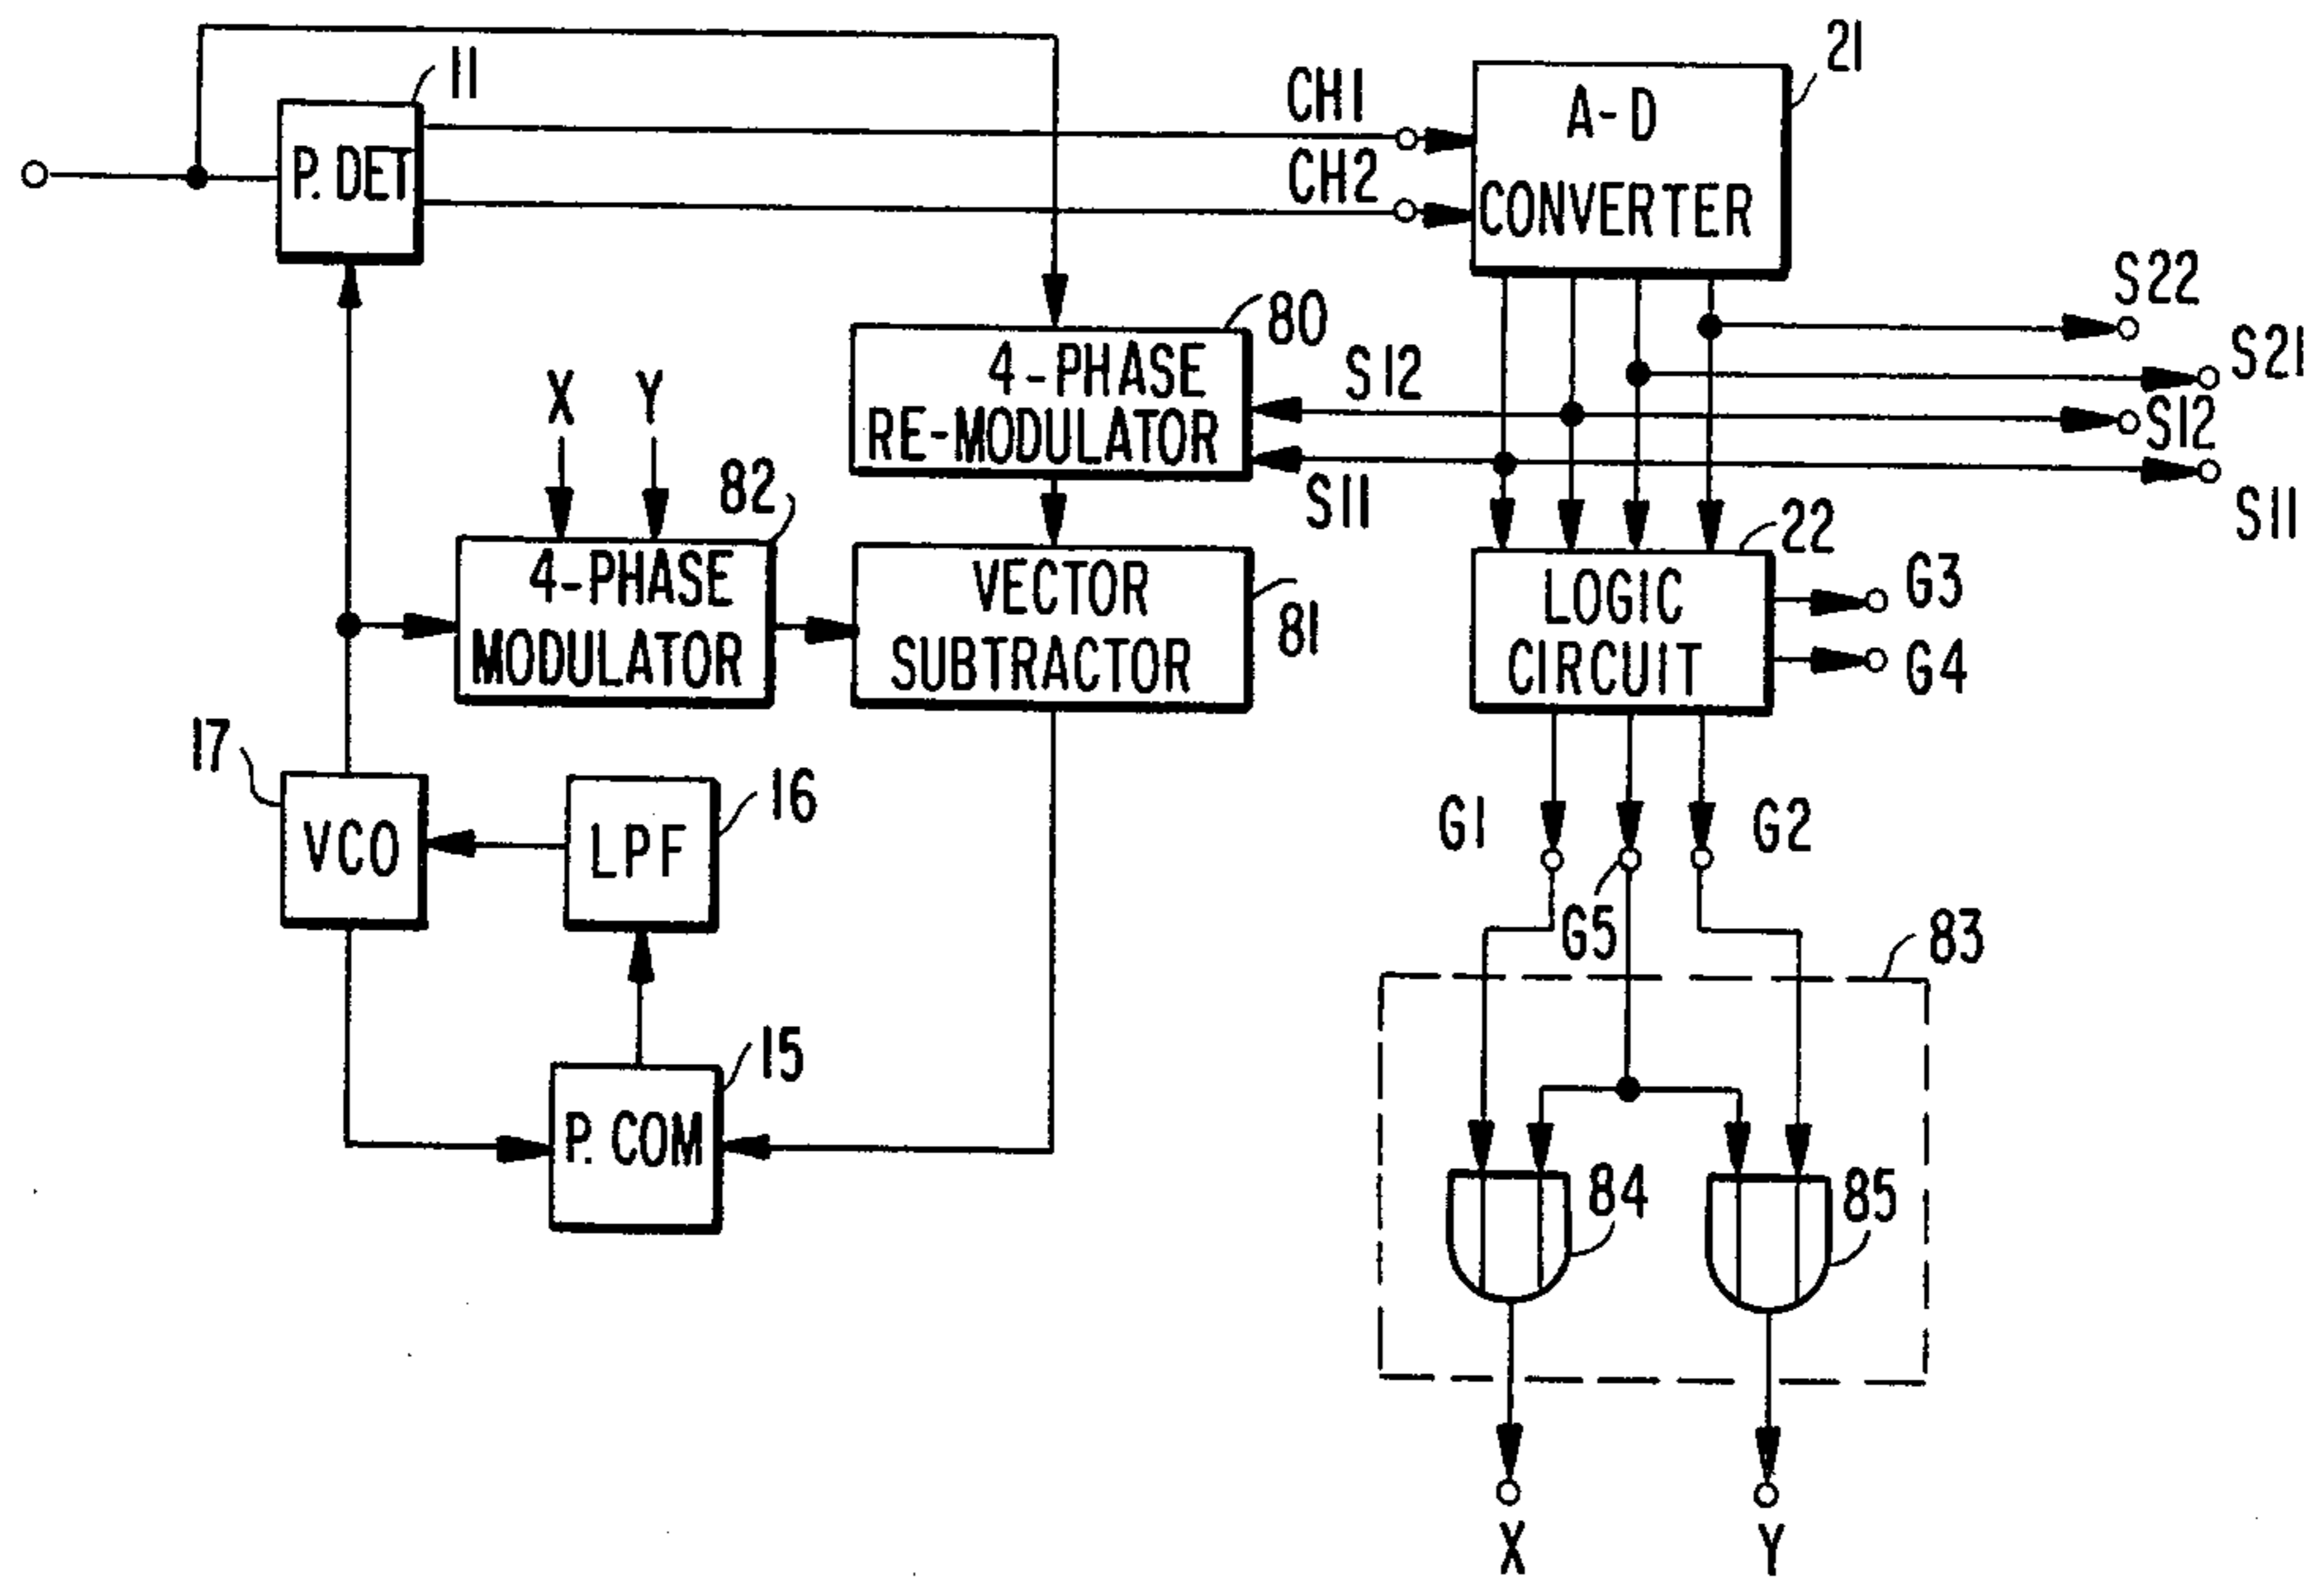 11
P. DET
CH1
CH2
21
A-D
CONVERTER
S22
S21
S12
S11
80
4-PHASE
RE-MODULATOR
S12
S11
X
Y
82
4-PHASE
MODULATOR
VECTOR
SUBTRACTOR
81
22
LOGIC
CIRCUIT
G3
G4
17
VCO
LPF
16
G1
G5
G2
83
15
P. COM
84
85
X
Y